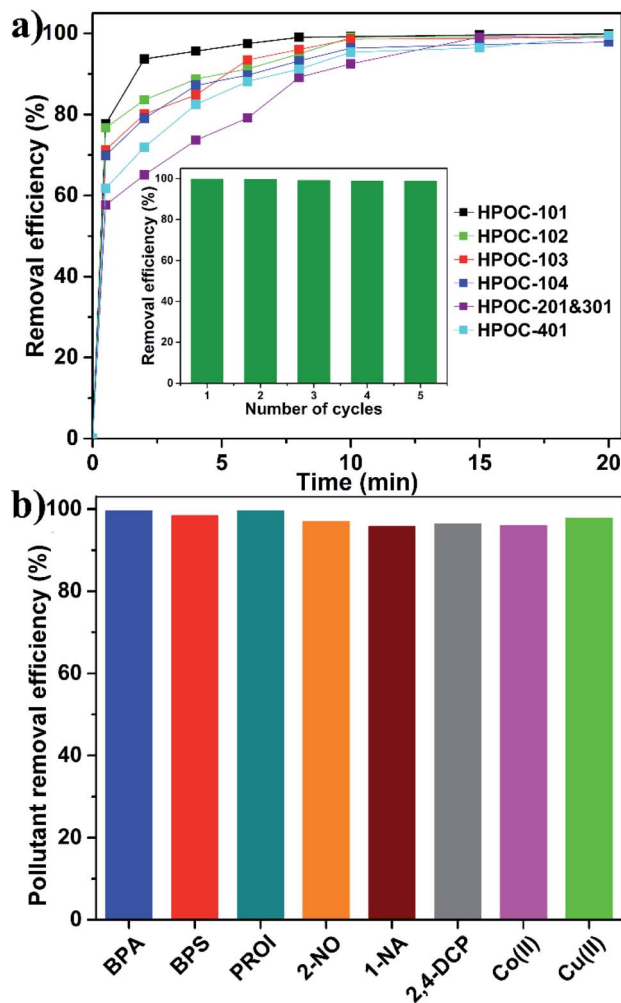 a)
100
80
60
40
20
0
Removal efficiency (%)
0
5
10
15
20
Time (min)
HPOC-101
HPOC-102
HPOC-103
HPOC-104
HPOC-201&301
HPOC-401
100
80
60
40
20
0
Removal efficiency (%)
1
2
3
4
5
Number of cycles
b)
100
80
60
40
20
0
Pollutant removal efficiency (%)
BPA
BPS
PROI
2-NO
1-NA
2,4-DCP
Co(II)
Cu(II)